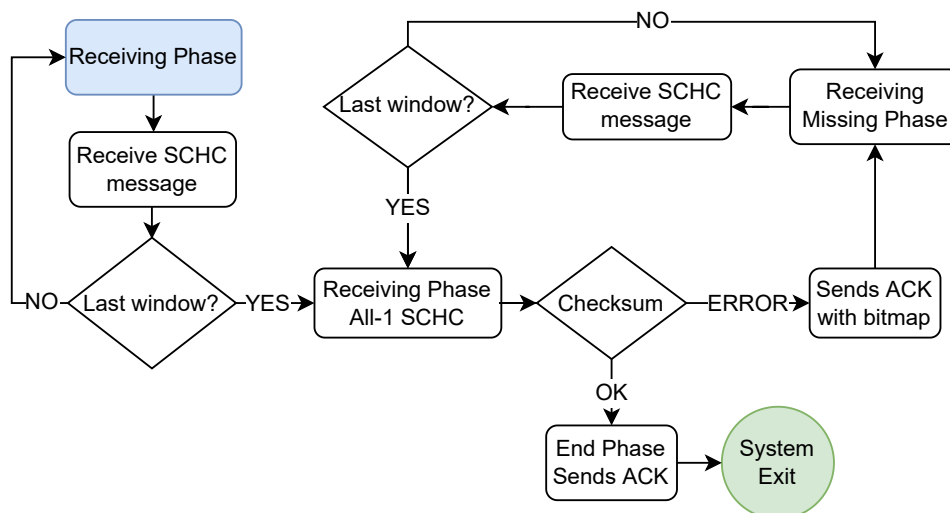 NO
Receiving Phase
Last window?
Receive SCHC
message
Receiving
Missing Phase
Receive SCHC
message
YES
NO
Last window?
YES
Receiving Phase
All-1 SCHC
Checksum
ERROR
Sends ACK
with bitmap
OK
End Phase
Sends ACK
System
Exit